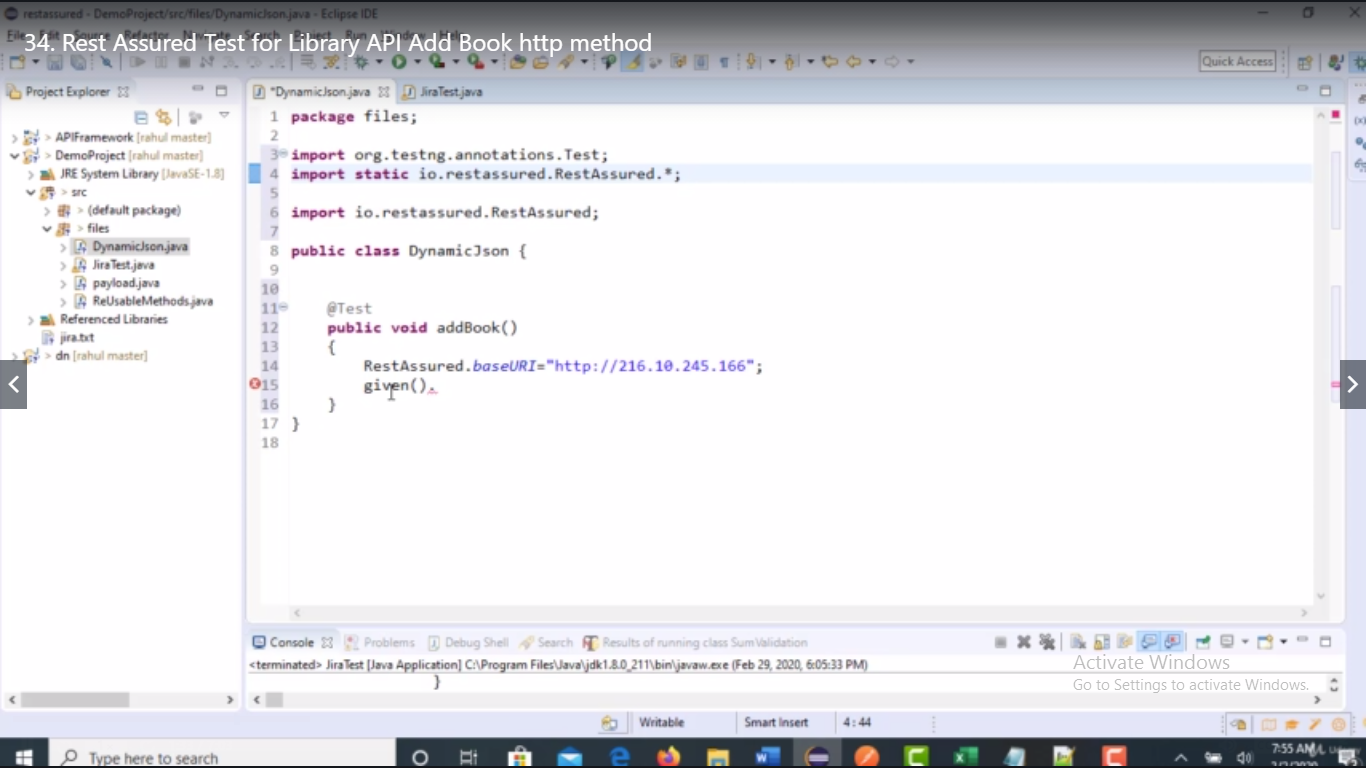 restassured - DemoProject/src/files/DynamicJson.java - Eclipse IDE
34. Rest Assured Test for Library API Add Book http method
Quick Access
Project Explorer
*DynamicJson.java
JiraTest.java
> APIFramework [rahul master]
> DemoProject [rahul master]
JRE System Library [JavaSE-1.8]
> src
> (default package)
> files
DynamicJson.java
JiraTest.java
payload.java
ReUsableMethods.java
Referenced Libraries
jira.txt
> dn [rahul master]
1 package files;
2
3 import org.testng.annotations.Test;
4 import static io.restassured.RestAssured.*;
5
6 import io.restassured.RestAssured;
7
8 public class DynamicJson {
9
10
11 @Test
12 public void addBook()
13 {
14 RestAssured.baseURI="http://216.10.245.166";
15 given().
16 }
17 }
18
Console
Problems
Debug Shell
Search
Results of running class SumValidation
<terminated> JiraTest [Java Application] C:\Program Files\Java\jdk1.8.0_211\bin\javaw.exe (Feb 29, 2020, 6:05:33 PM)
}
Activate Windows
Go to Settings to activate Windows.
Writable
Smart Insert
4:44
Type here to search
7:55 AM